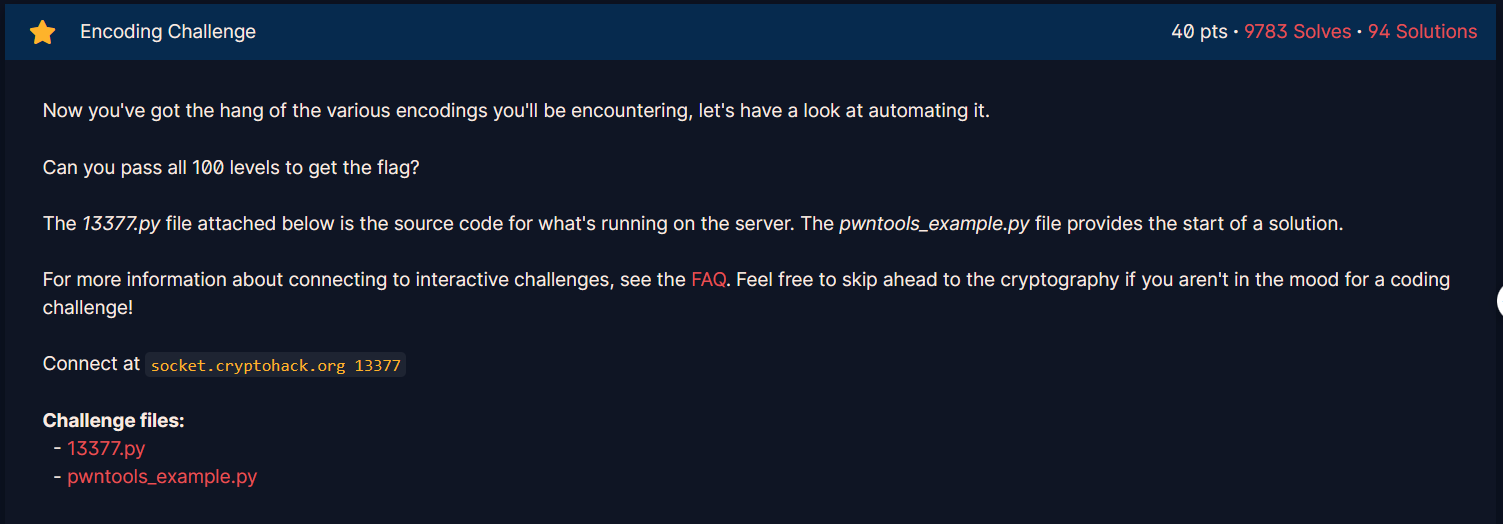 Encoding Challenge
40 pts · 9783 Solves · 94 Solutions
Now you've got the hang of the various encodings you'll be encountering, let's have a look at automating it.
Can you pass all 100 levels to get the flag?
The 13377.py file attached below is the source code for what's running on the server. The pwntools_example.py file provides the start of a solution.
For more information about connecting to interactive challenges, see the FAQ. Feel free to skip ahead to the cryptography if you aren't in the mood for a coding
challenge!
Connect at socket.cryptohack.org 13377
Challenge files:
- 13377.py
- pwntools_example.py